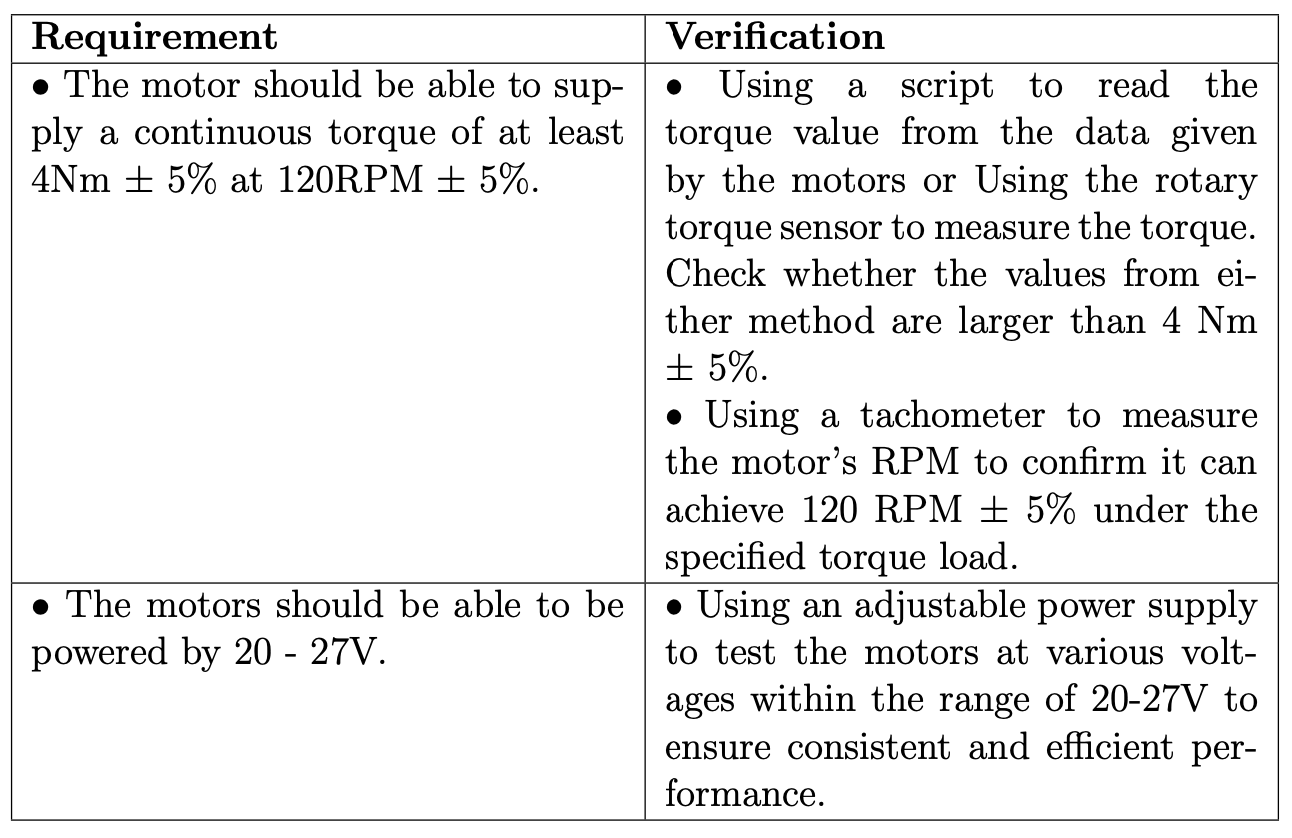 Requirement
Verification
• The motor should be able to sup-
ply a continuous torque of at least
4Nm ± 5% at 120RPM ± 5%.
• Using a script to read the
torque value from the data given
by the motors or Using the rotary
torque sensor to measure the torque.
Check whether the values from ei-
ther method are larger than 4 Nm
± 5%.
• Using a tachometer to measure
the motor's RPM to confirm it can
achieve 120 RPM ± 5% under the
specified torque load.
• The motors should be able to be
powered by 20 - 27V.
• Using an adjustable power supply
to test the motors at various volt-
ages within the range of 20-27V to
ensure consistent and efficient per-
formance.